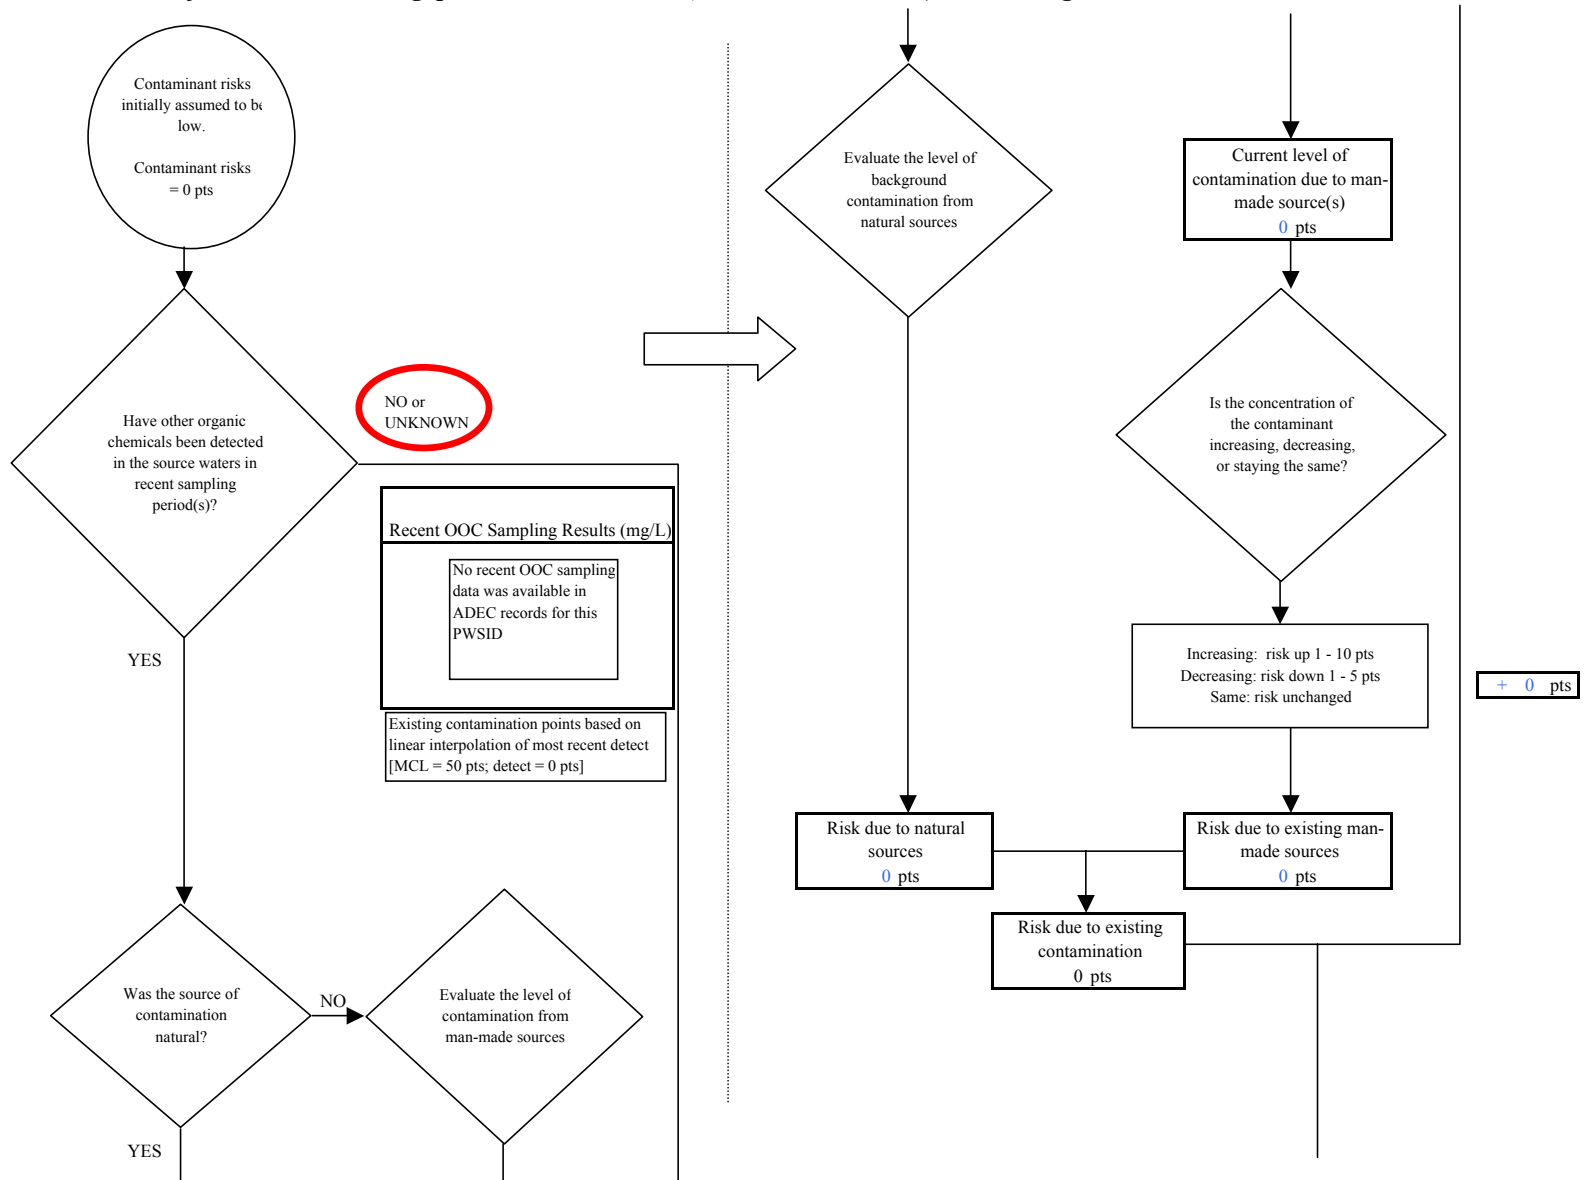 Contaminant risks
initially assumed to be
low.
Contaminant risks
= 0 pts
Have other organic
chemicals been detected
in the source waters in
recent sampling
period(s)?
NO or
UNKNOWN
Recent OOC Sampling Results (mg/L)
No recent OOC sampling
data was available in
ADEC records for this
PWSID
Existing contamination points based on
linear interpolation of most recent detect
[MCL = 50 pts; detect = 0 pts]
YES
Was the source of
contamination
natural?
NO
Evaluate the level of
contamination from
man-made sources
YES
Evaluate the level of
background
contamination from
natural sources
Current level of
contamination due to man-
made source(s)
0 pts
Is the concentration of
the contaminant
increasing, decreasing,
or staying the same?
Increasing: risk up 1 - 10 pts
Decreasing: risk down 1 - 5 pts
Same: risk unchanged
+ 0 pts
Risk due to natural
sources
0 pts
Risk due to existing man-
made sources
0 pts
Risk due to existing
contamination
0 pts